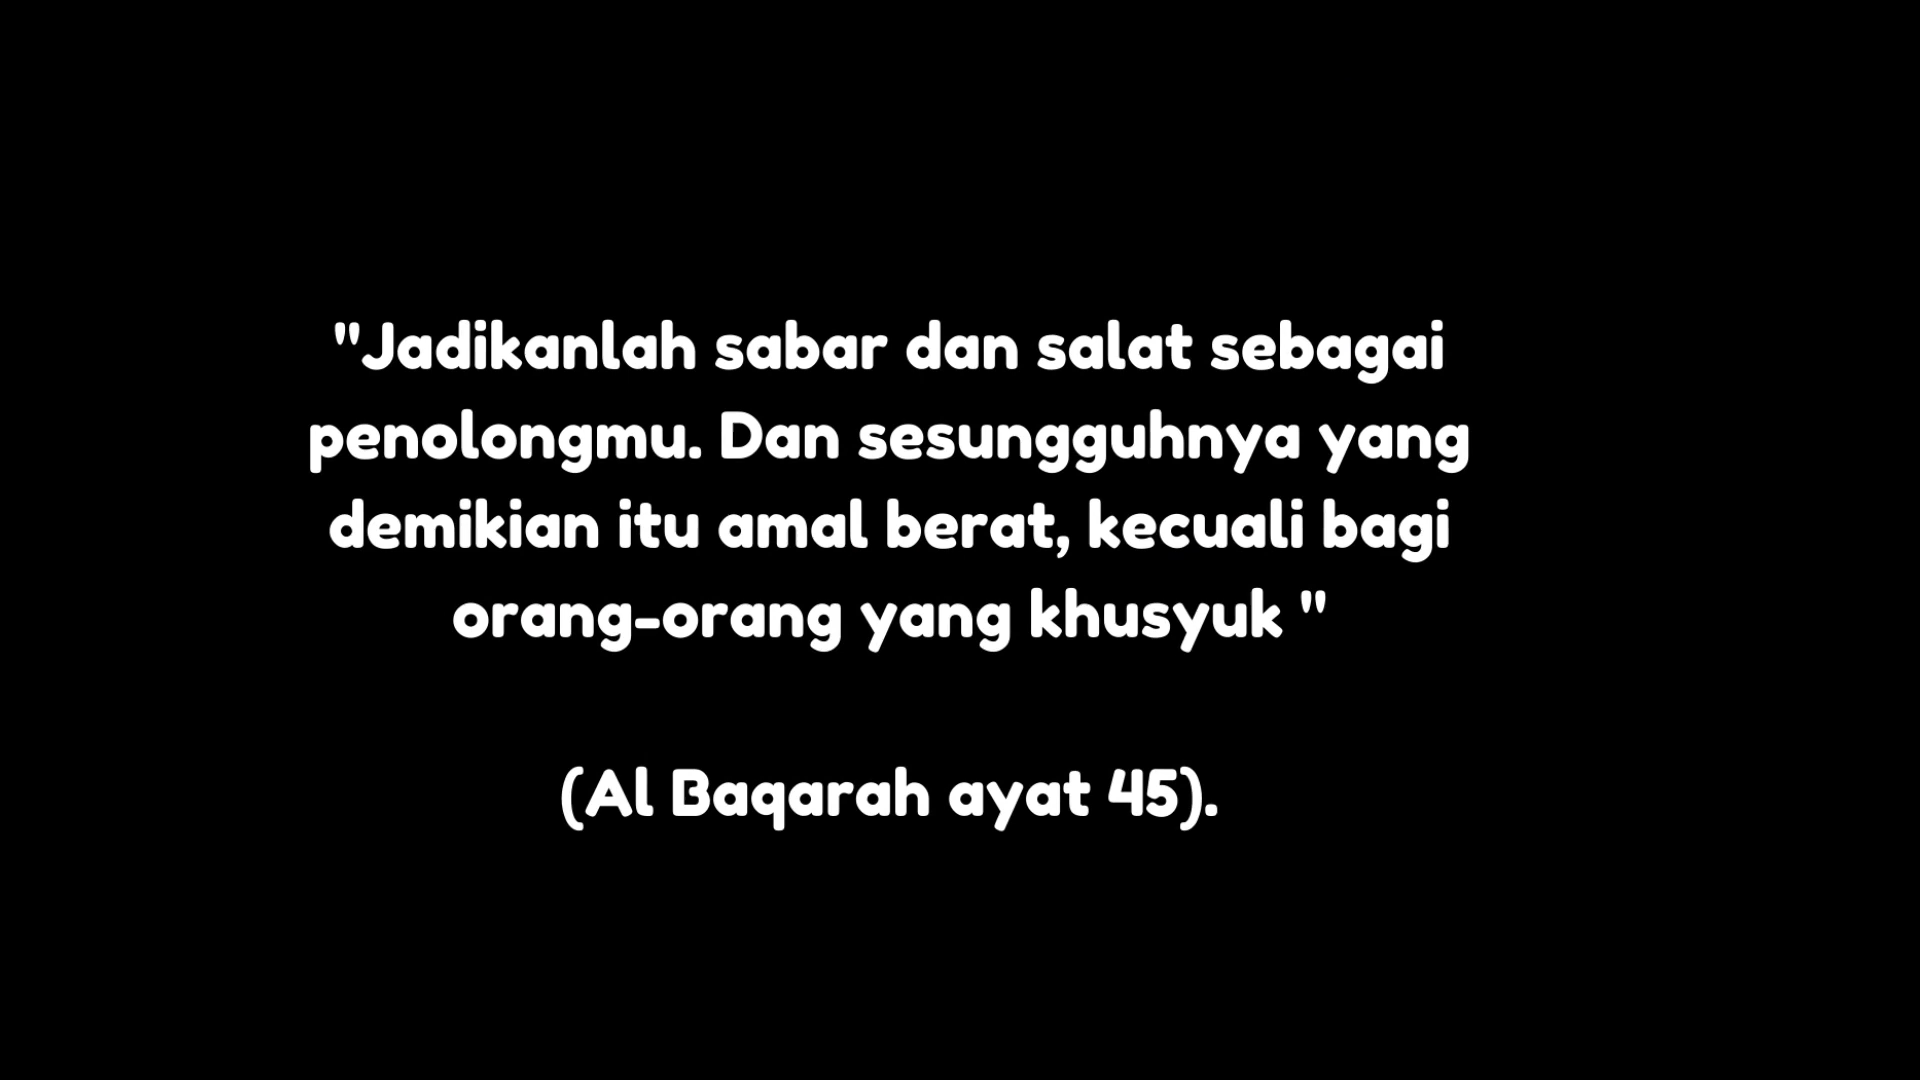 "Jadikanlah sabar dan salat sebagai
penolongmu. Dan sesungguhnya yang
demikian itu amal berat, kecuali bagi
orang-orang yang khusyuk "
(Al Baqarah ayat 45).